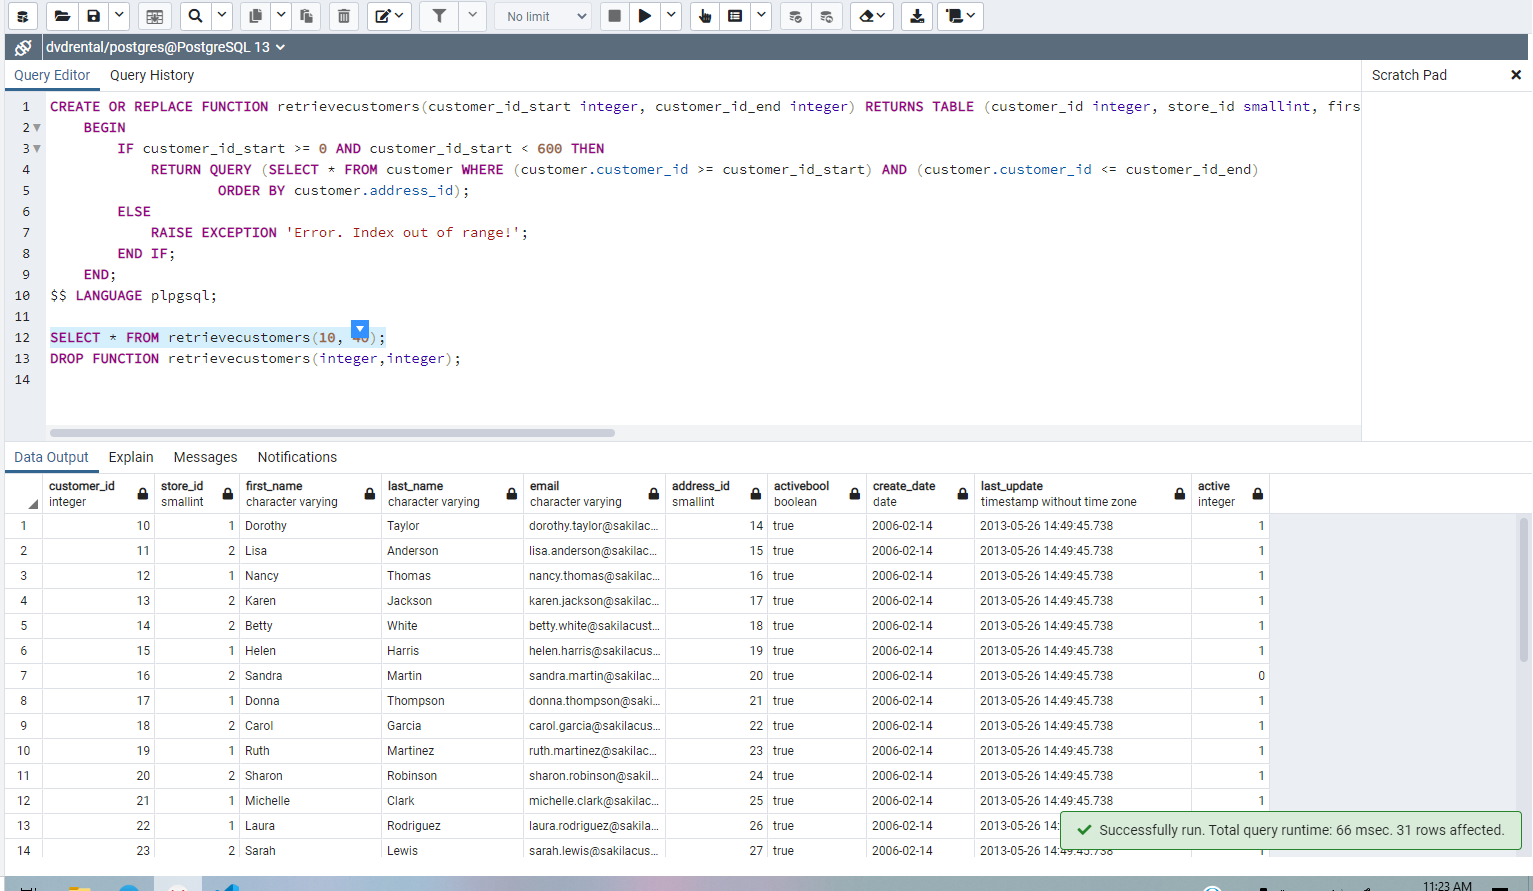 No limit
dvdrental/postgres@PostgreSQL 13
Query Editor Query History Scratch Pad
1 CREATE OR REPLACE FUNCTION retrievecustomers(customer_id_start integer, customer_id_end integer) RETURNS TABLE (customer_id integer, store_id smallint, firs
2 BEGIN
3 IF customer_id_start >= 0 AND customer_id_start < 600 THEN
4 RETURN QUERY (SELECT * FROM customer WHERE (customer.customer_id >= customer_id_start) AND (customer.customer_id <= customer_id_end)
5 ORDER BY customer.address_id);
6 ELSE
7 RAISE EXCEPTION 'Error. Index out of range!';
8 END IF;
9 END;
10 $$ LANGUAGE plpgsql;
11
12 SELECT * FROM retrievecustomers(10, 40);
13 DROP FUNCTION retrievecustomers(integer,integer);
14
Data Output Explain Messages Notifications
customer_id store_id first_name last_name email address_id activebool create_date last_update active
integer smallint character varying character varying character varying smallint boolean date timestamp without time zone integer
1 10 1 Dorothy Taylor dorothy.taylor@sakilac... 14 true 2006-02-14 2013-05-26 14:49:45.738 1
2 11 2 Lisa Anderson lisa.anderson@sakilac... 15 true 2006-02-14 2013-05-26 14:49:45.738 1
3 12 1 Nancy Thomas nancy.thomas@sakilac... 16 true 2006-02-14 2013-05-26 14:49:45.738 1
4 13 2 Karen Jackson karen.jackson@sakilac... 17 true 2006-02-14 2013-05-26 14:49:45.738 1
5 14 2 Betty White betty.white@sakilacust... 18 true 2006-02-14 2013-05-26 14:49:45.738 1
6 15 1 Helen Harris helen.harris@sakilacus... 19 true 2006-02-14 2013-05-26 14:49:45.738 1
7 16 2 Sandra Martin sandra.martin@sakilac... 20 true 2006-02-14 2013-05-26 14:49:45.738 0
8 17 1 Donna Thompson donna.thompson@saki... 21 true 2006-02-14 2013-05-26 14:49:45.738 1
9 18 2 Carol Garcia carol.garcia@sakilacus... 22 true 2006-02-14 2013-05-26 14:49:45.738 1
10 19 1 Ruth Martinez ruth.martinez@sakilac... 23 true 2006-02-14 2013-05-26 14:49:45.738 1
11 20 2 Sharon Robinson sharon.robinson@sakil... 24 true 2006-02-14 2013-05-26 14:49:45.738 1
12 21 1 Michelle Clark michelle.clark@sakilac... 25 true 2006-02-14 2013-05-26 14:49:45.738 1
13 22 1 Laura Rodriguez laura.rodriguez@sakila... 26 true 2006-02-14 2013-05-26 14:
14 23 2 Sarah Lewis sarah.lewis@sakilacus... 27 true 2006-02-14 2013-05-26 14:49:45.738
Successfully run. Total query runtime: 66 msec. 31 rows affected.
11:23 AM